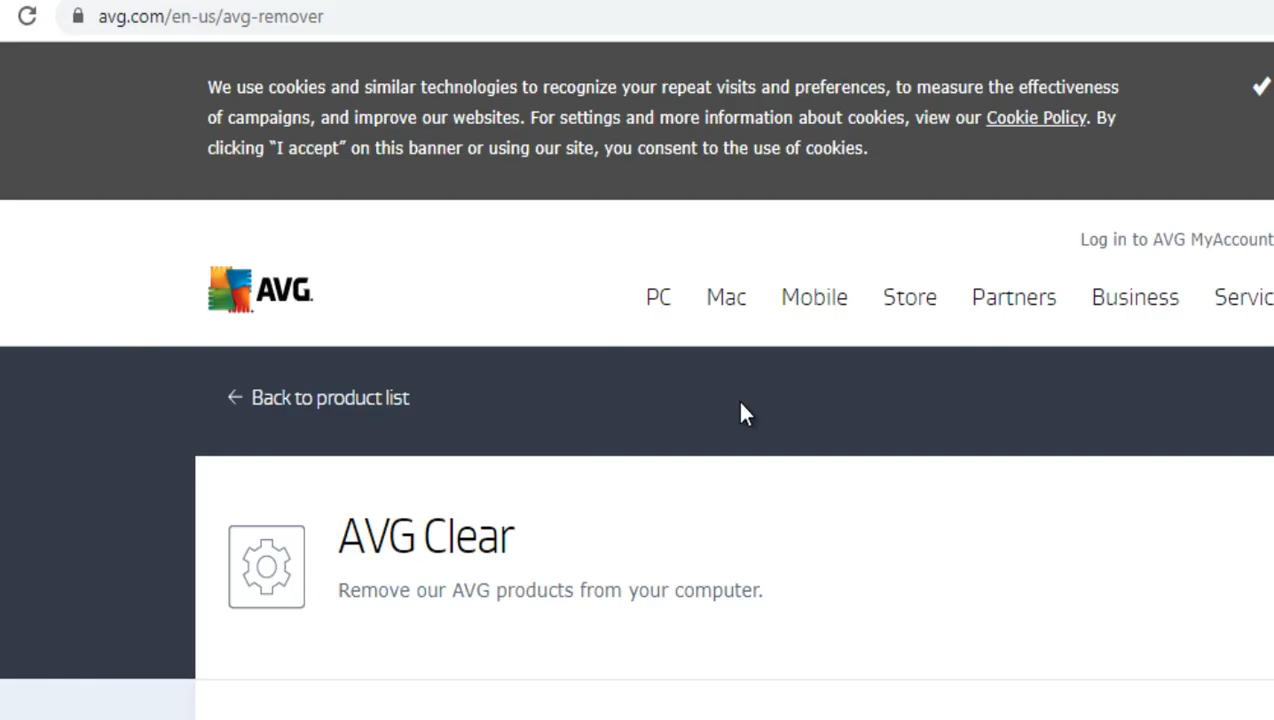 avg.com/en-us/avg-remover
We use cookies and similar technologies to recognize your repeat visits and preferences, to measure the effectiveness
of campaigns, and improve our websites. For settings and more information about cookies, view our Cookie Policy. By
clicking “I accept” on this banner or using our site, you consent to the use of cookies.
Log in to AVG MyAccount
AVG.
PC Mac Mobile Store Partners Business Servic
← Back to product list
AVG Clear
Remove our AVG products from your computer.